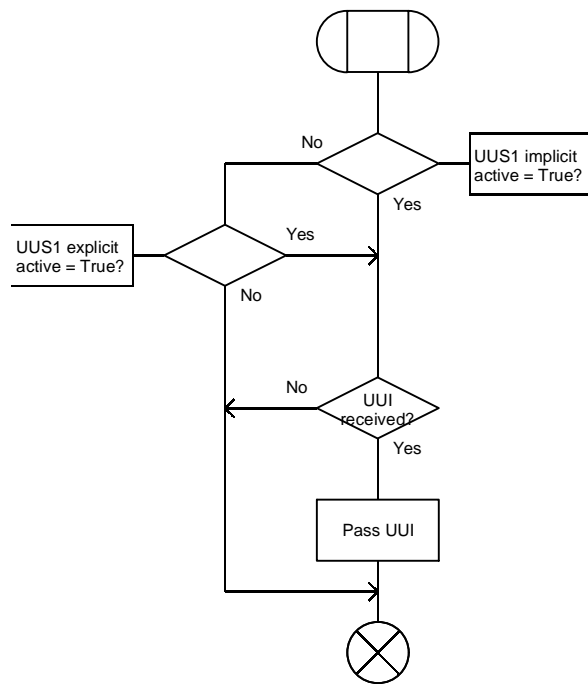 No
UUS1 implicit
active = True?
Yes
UUS1 explicit
active = True?
Yes
No
No
UUI
received?
Yes
Pass UUI